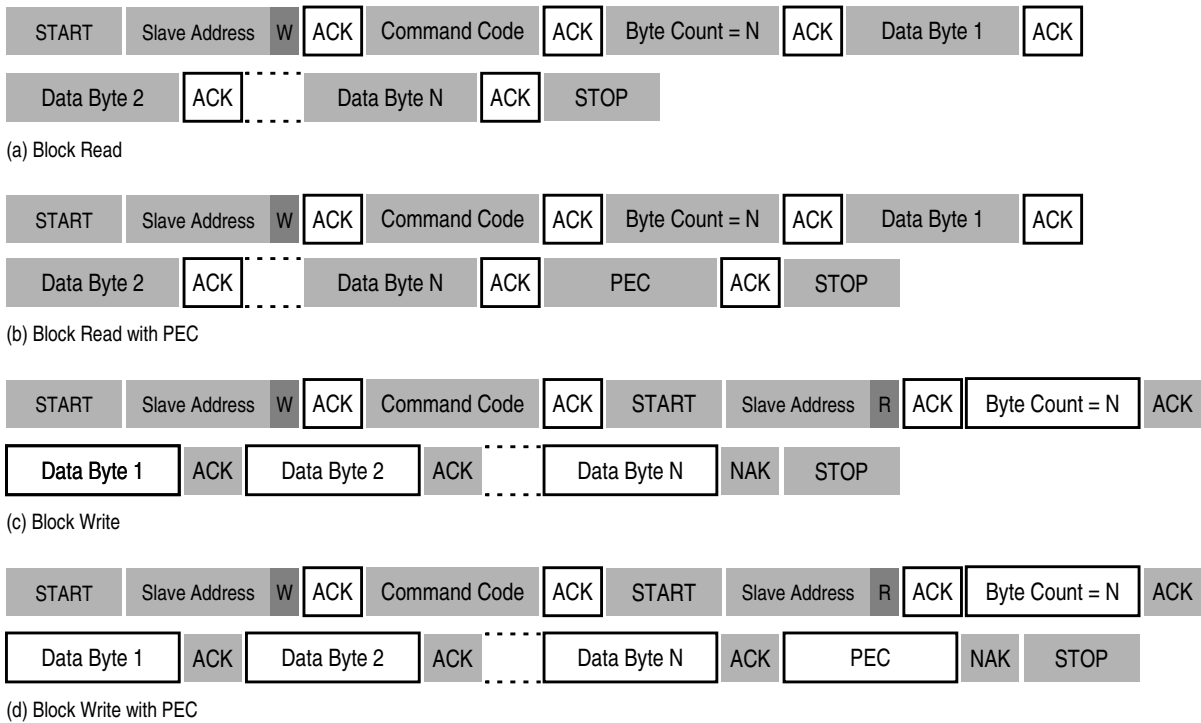 START Slave Address W ACK Command Code ACK Byte Count = N ACK Data Byte 1 ACK
Data Byte 2 ACK Data Byte N ACK STOP
(a) Block Read
START Slave Address W ACK Command Code ACK Byte Count = N ACK Data Byte 1 ACK
Data Byte 2 ACK Data Byte N ACK PEC ACK STOP
(b) Block Read with PEC
START Slave Address W ACK Command Code ACK START Slave Address R ACK Byte Count = N ACK
Data Byte 1 ACK Data Byte 2 ACK Data Byte N NAK STOP
(c) Block Write
START Slave Address W ACK Command Code ACK START Slave Address R ACK Byte Count = N ACK
Data Byte 1 ACK Data Byte 2 ACK Data Byte N ACK PEC NAK STOP
(d) Block Write with PEC